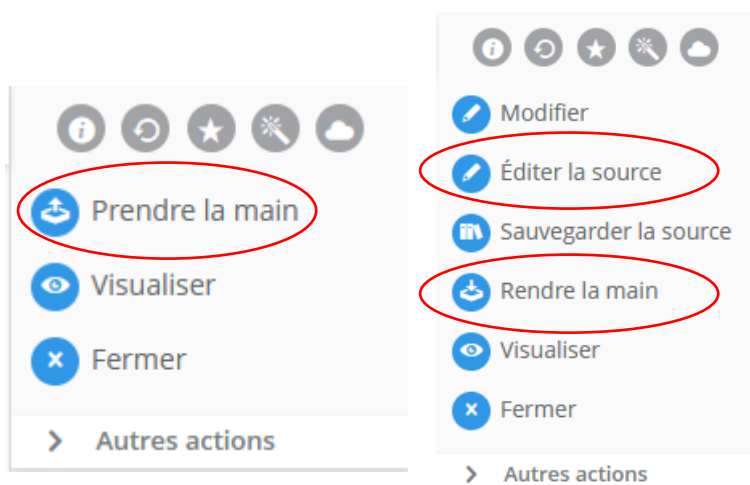 Prendre la main
Visualiser
Fermer
Autres actions
Modifier
Éditer la source
Sauvegarder la source
Rendre la main
Visualiser
Fermer
Autres actions